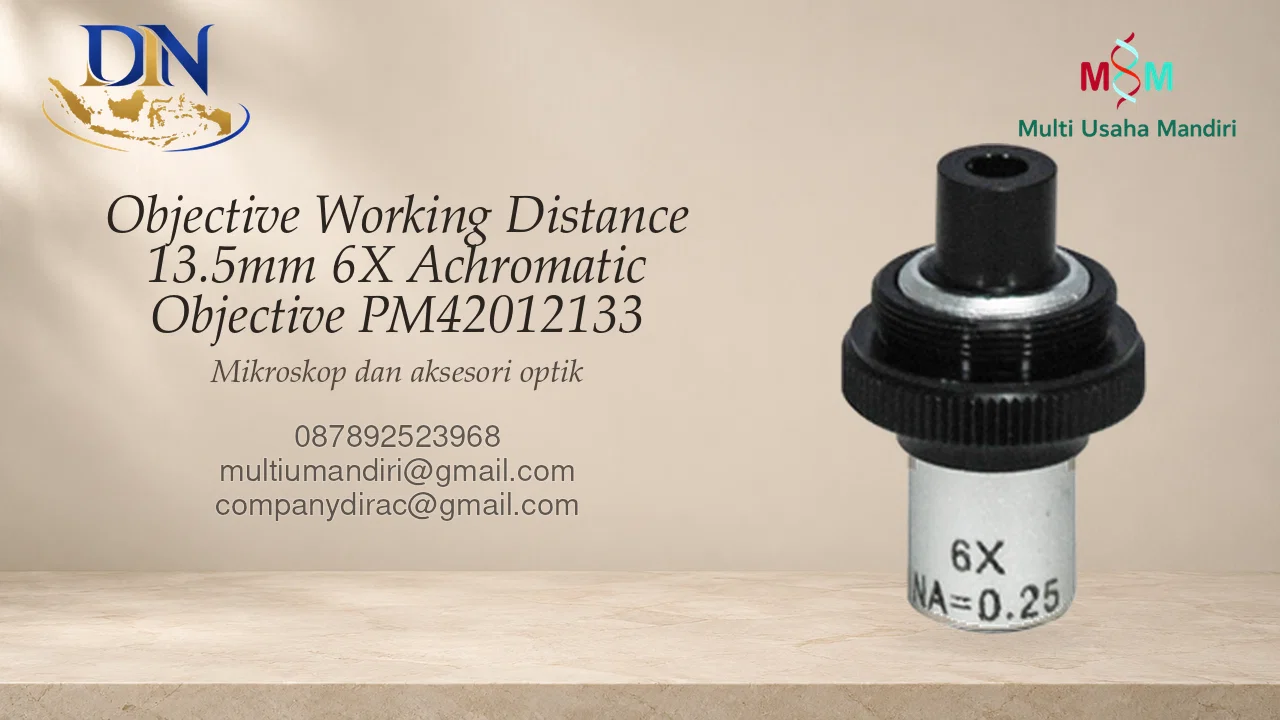 DN
M M
Multi Usaha Mandiri
Objective Working Distance
13.5mm 6X Achromatic
Objective PM42012133
Mikroskop dan aksesori optik
087892523968
multiumandiri@gmail.com
companydirac@gmail.com
6X
NA=0.25